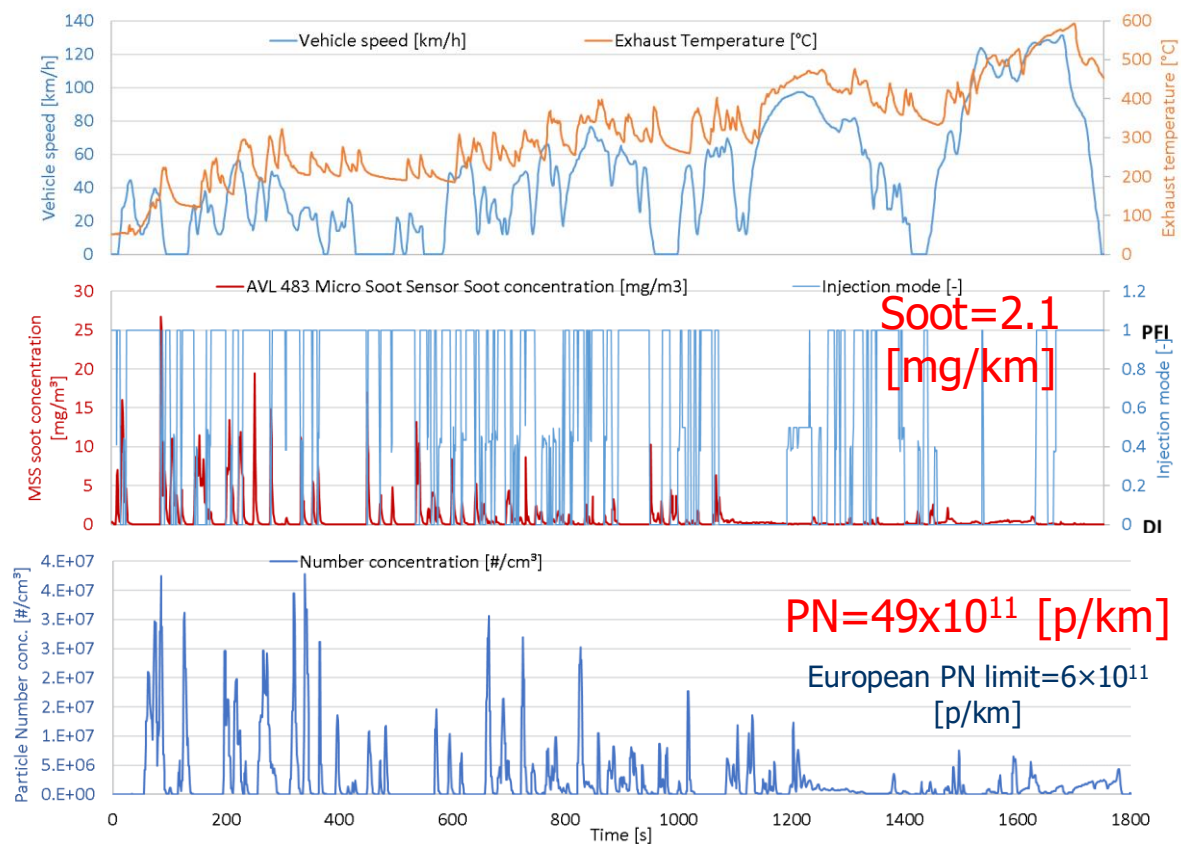 140
120
100
80
60
40
20
0
Vehicle speed [km/h]
Vehicle speed [km/h]
Exhaust Temperature [°C]
600
500
400
300
200
100
0
Exhaust temperature [°C]
30
25
20
15
10
5
0
MSS soot concentration
[mg/m³]
AVL 483 Micro Soot Sensor Soot concentration [mg/m3]
Injection mode [-]
Soot=2.1
[mg/km]
1.2
1
0.8
0.6
0.4
0.2
0
PFI
DI
Injection mode [-]
4.E+07
4.E+07
3.E+07
3.E+07
2.E+07
2.E+07
1.E+07
5.E+06
0.E+00
Particle Number conc. [#/cm³]
Number concentration [#/cm³]
PN=49x10¹¹ [p/km]
European PN limit=6×10¹¹
[p/km]
0 200 400 600 800 1000 1200 1400 1600 1800
Time [s]